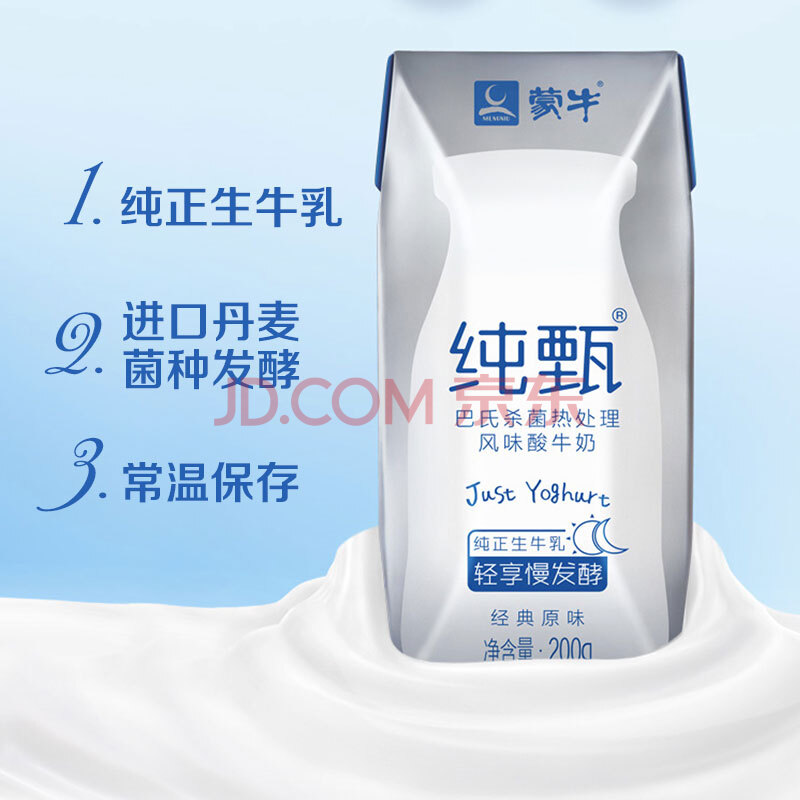 1. 纯正生牛乳
2. 进口丹麦
菌种发酵
3. 常温保存
MENGNIU
蒙牛®
纯甄®
巴氏杀菌热处理
风味酸牛奶
Just Yoghurt
纯正生牛乳
轻享慢发酵
经典原味
净含量·200g
JD.COM 京东